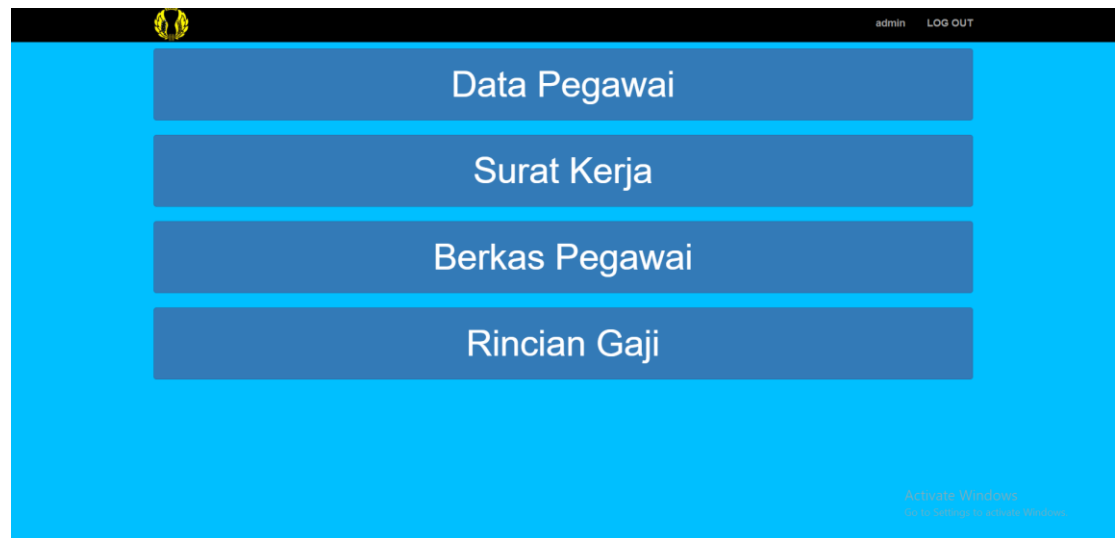 admin LOG OUT
Data Pegawai
Surat Kerja
Berkas Pegawai
Rincian Gaji
Activate Windows
Go to Settings to activate Windows.